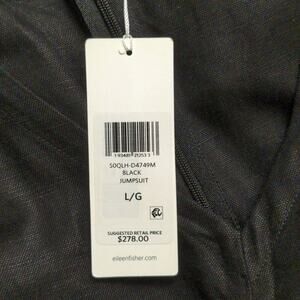 S0QLH-D4749M
BLACK
JUMPSUIT
L/G
SUGGESTED RETAIL PRICE
$278.00
eileenfisher.com